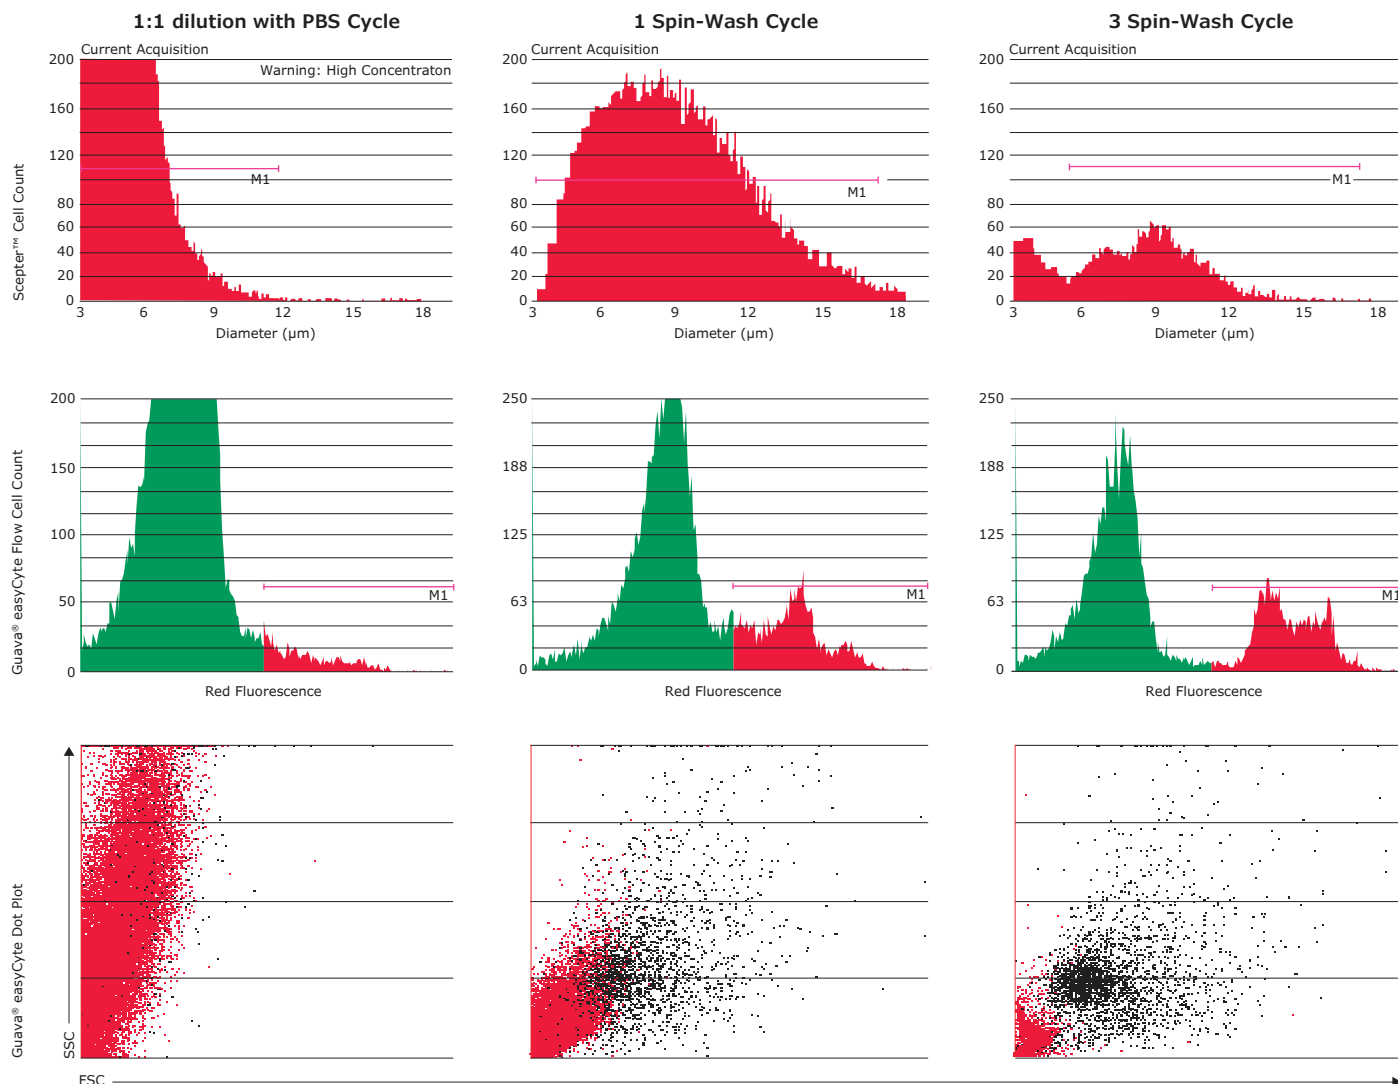 1:1 dilution with PBS Cycle
1 Spin-Wash Cycle
3 Spin-Wash Cycle
Current Acquisition
Current Acquisition
Current Acquisition
Warning: High Concentraton
Scepter™ Cell Count
200
160
120
80
60
40
20
0
M1
3 6 9 12 15 18
Diameter (µm)
200
160
120
80
60
40
20
0
M1
3 6 9 12 15 18
Diameter (µm)
200
160
120
80
60
40
20
0
M1
3 6 9 12 15 18
Diameter (µm)
Guava® easyCyte Flow Cell Count
200
150
100
50
0
M1
Red Fluorescence
250
188
125
63
0
M1
Red Fluorescence
250
188
125
63
0
M1
Red Fluorescence
Guava® easyCyte Dot Plot
SSC
FSC